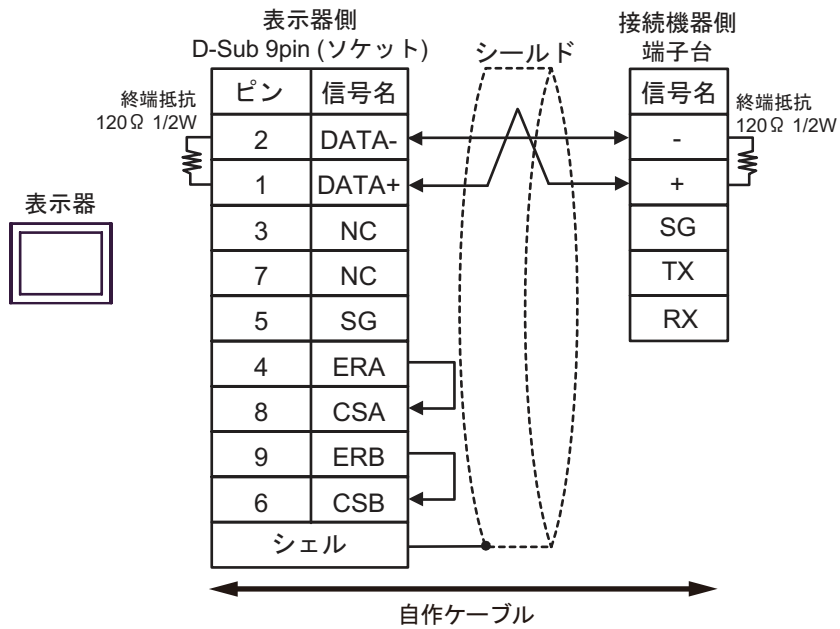 表示器側
D-Sub 9pin (ソケット)
シールド
接続機器側
端子台
終端抵抗
120Ω 1/2W
ピン 信号名
信号名
終端抵抗
120Ω 1/2W
2 DATA-
-
1 DATA+
+
表示器
3 NC
SG
7 NC
TX
5 SG
RX
4 ERA
8 CSA
9 ERB
6 CSB
シェル
自作ケーブル